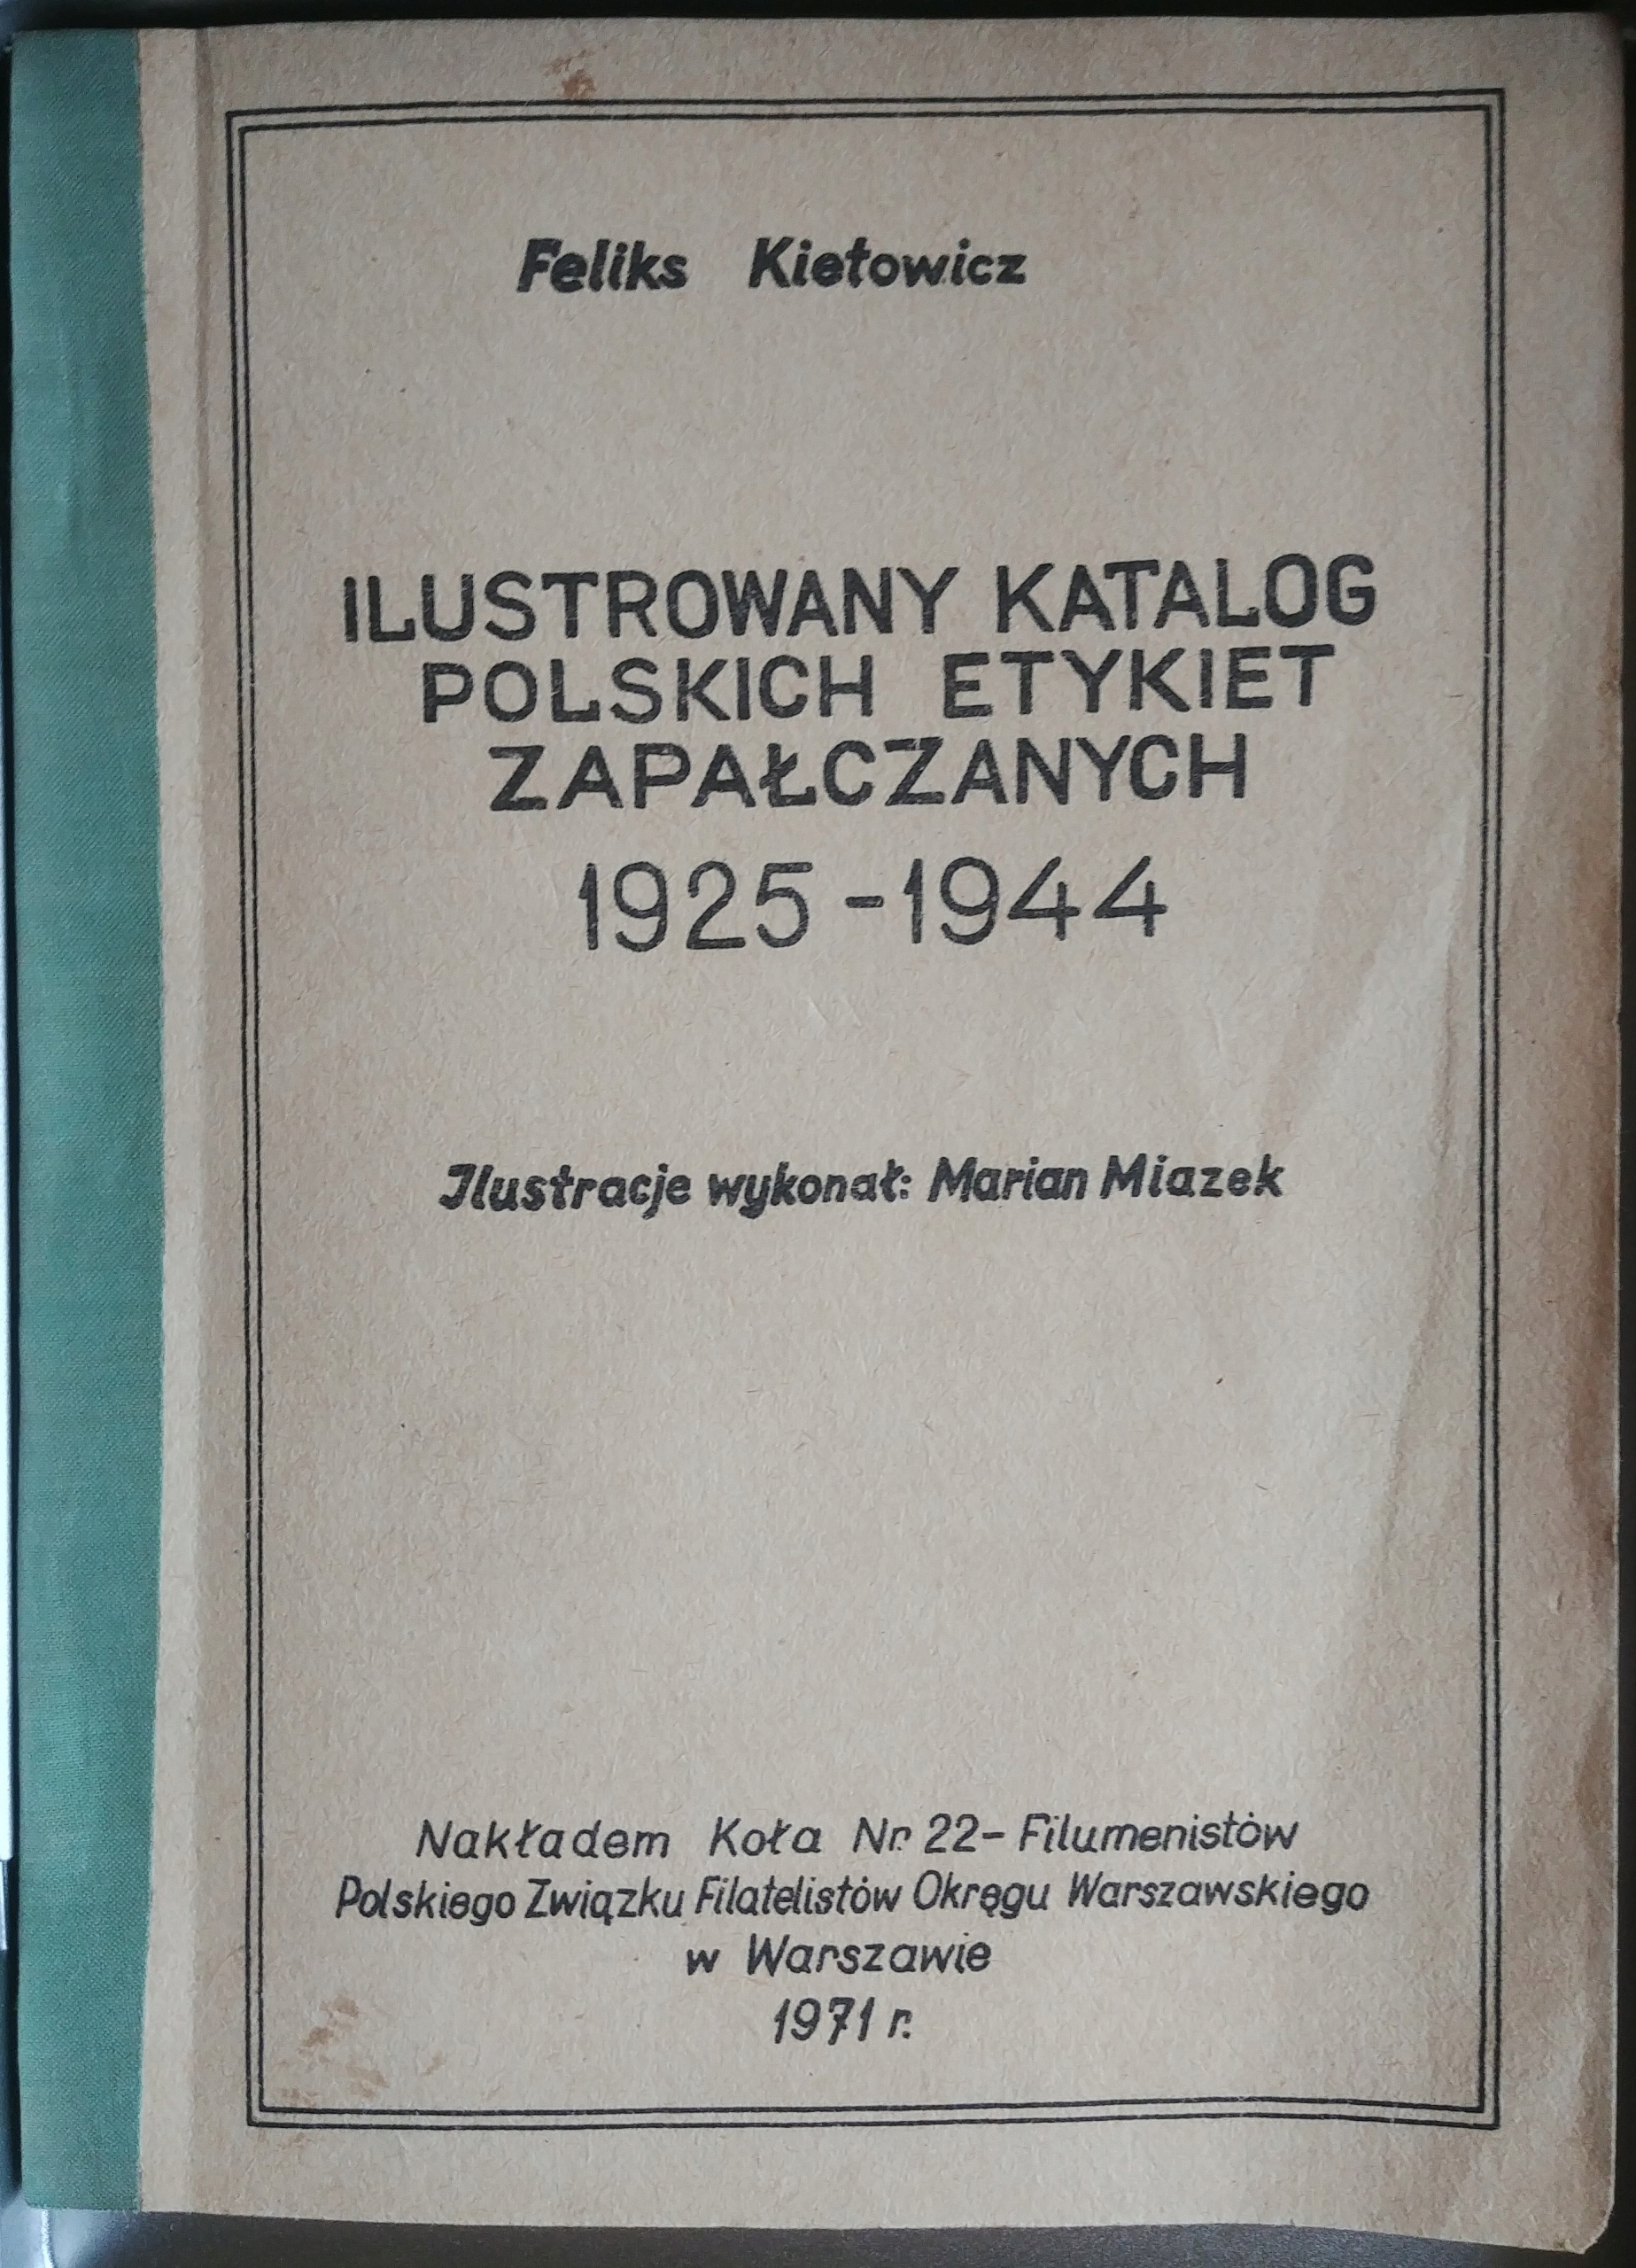 Feliks Kietowicz
ILUSTROWANY KATALOG
POLSKICH ETYKIET
ZAPAŁCZANYCH
1925-1944
Ilustracje wykonał: Marian Miazek
Nakładem Koła Nr 22- Filumenistów
Polskiego Związku Filatelistów Okręgu Warszawskiego
w Warszawie
1971 r.